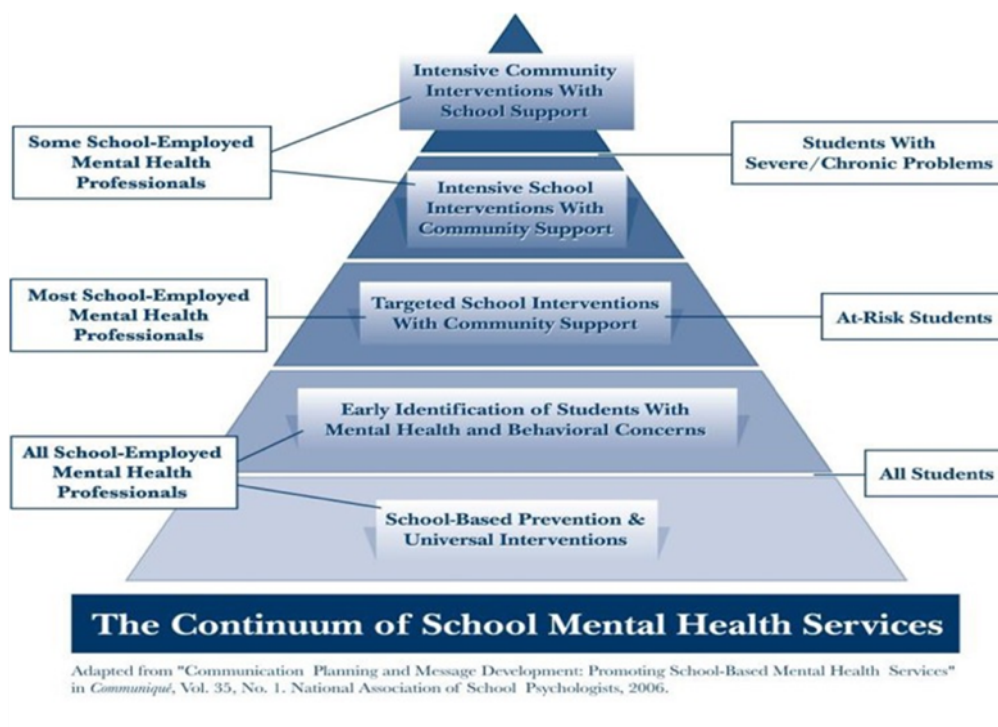 Intensive Community
Interventions With
School Support
Some School-Employed
Mental Health
Professionals
Students With
Severe/Chronic Problems
Intensive School
Interventions With
Community Support
Most School-Employed
Mental Health
Professionals
Targeted School Interventions
With Community Support
At-Risk Students
Early Identification of Students With
Mental Health and Behavioral Concerns
All School-Employed
Mental Health
Professionals
All Students
School-Based Prevention &
Universal Interventions
The Continuum of School Mental Health Services
Adapted from "Communication Planning and Message Development: Promoting School-Based Mental Health Services"
in Communiqué, Vol. 35, No. 1. National Association of School Psychologists, 2006.